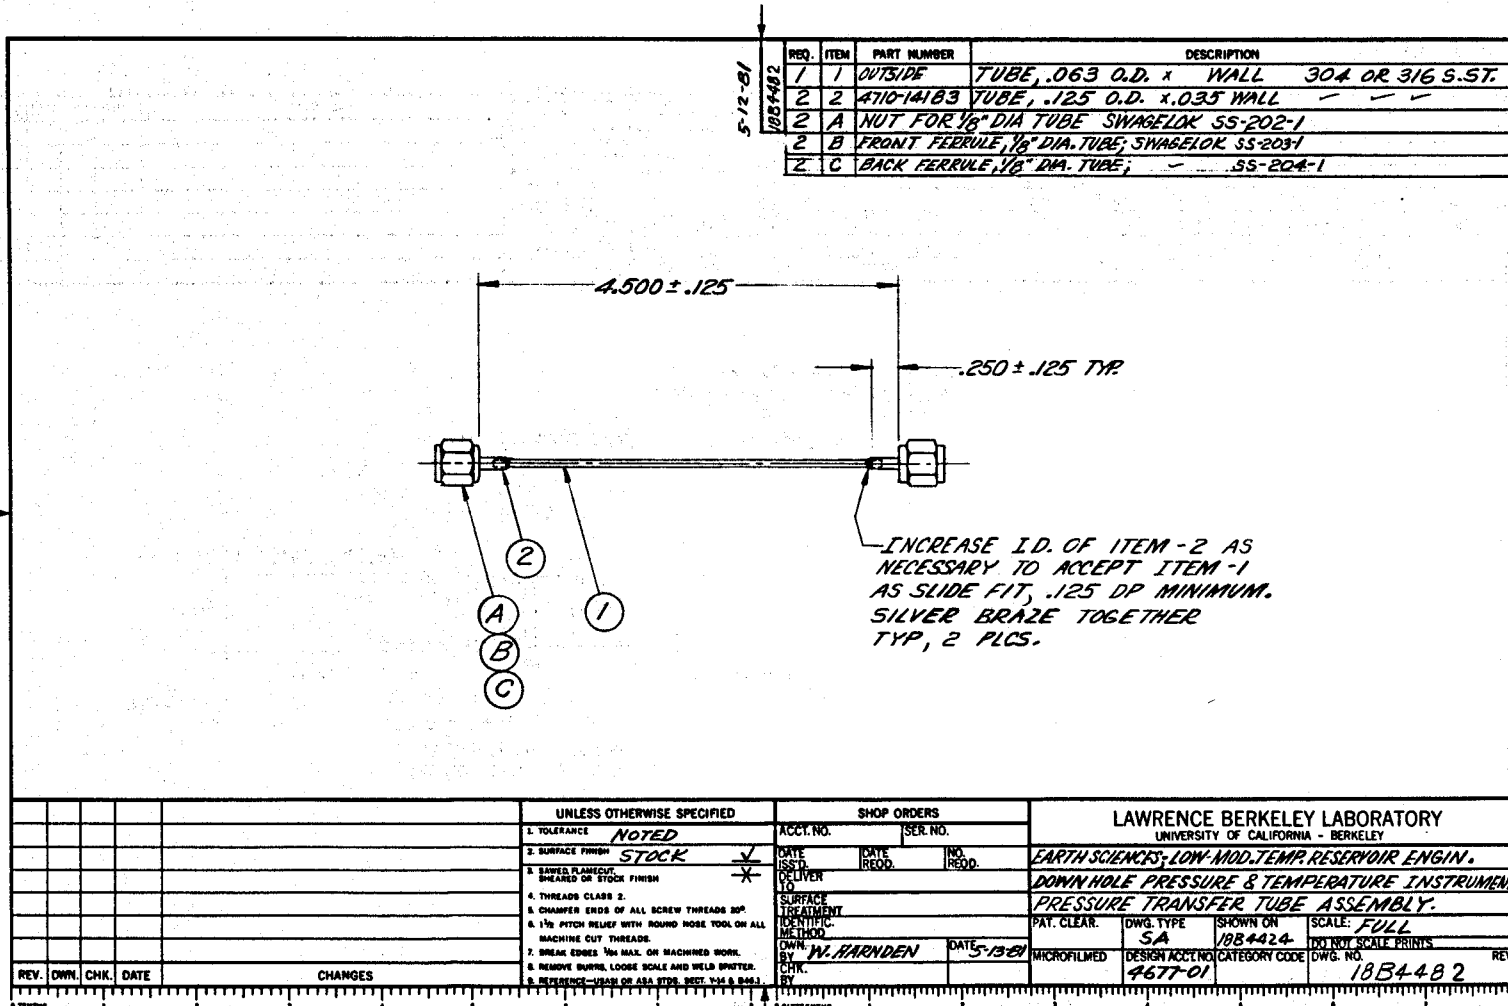 5-12-81
18B4482
REQ. ITEM PART NUMBER DESCRIPTION
1 1 OUTSIDE TUBE, .063 O.D. x WALL 304 OR 316 S.ST.
2 2 4710-14183 TUBE, .125 O.D. x .035 WALL — — —
2 A NUT FOR 1/8" DIA TUBE SWAGELOK SS-202-1
2 B FRONT FERRULE, 1/8" DIA. TUBE; SWAGELOK SS-203-1
2 C BACK FERRULE, 1/8" DIA. TUBE; — SS-204-1
4.500 ± .125
.250 ± .125 TYP.
INCREASE I.D. OF ITEM -2 AS
NECESSARY TO ACCEPT ITEM -1
AS SLIDE FIT, .125 DP MINIMUM.
SILVER BRAZE TOGETHER
TYP, 2 PLCS.
2
1
A
B
C
REV. DWN. CHK. DATE CHANGES
UNLESS OTHERWISE SPECIFIED
1. TOLERANCE NOTED
2. SURFACE FINISH STOCK
3. SAWED, FLAMECUT,
SHEARED OR STOCK FINISH
4. THREADS CLASS 2.
5. CHAMFER ENDS OF ALL SCREW THREADS 30°.
6. 1½ PITCH RELIEF WITH ROUND NOSE TOOL ON ALL
MACHINE CUT THREADS.
7. BREAK EDGES 1/64 MAX. ON MACHINED WORK.
8. REMOVE BURRS, LOOSE SCALE AND WELD SPATTER.
9. REFERENCE—USASI OR ASA STDS. SECT. Y-14 & B46.1.
SHOP ORDERS
ACCT. NO. SER. NO.
DATE ISS'D. DATE REQD. NO. REQD.
DELIVER TO
SURFACE TREATMENT
IDENTIFIC. METHOD
DWN. BY W. HARNDEN DATE 5-13-81
CHK. BY
LAWRENCE BERKELEY LABORATORY
UNIVERSITY OF CALIFORNIA - BERKELEY
EARTH SCIENCES; LOW-MOD. TEMP. RESERVOIR ENGIN.
DOWN HOLE PRESSURE & TEMPERATURE INSTRUMEN
PRESSURE TRANSFER TUBE ASSEMBLY.
PAT. CLEAR. DWG. TYPE SA SHOWN ON 18B4424 SCALE: FULL
DO NOT SCALE PRINTS
MICROFILMED DESIGN ACCT NO 4677-01 CATEGORY CODE DWG. NO. 18B4482 REV